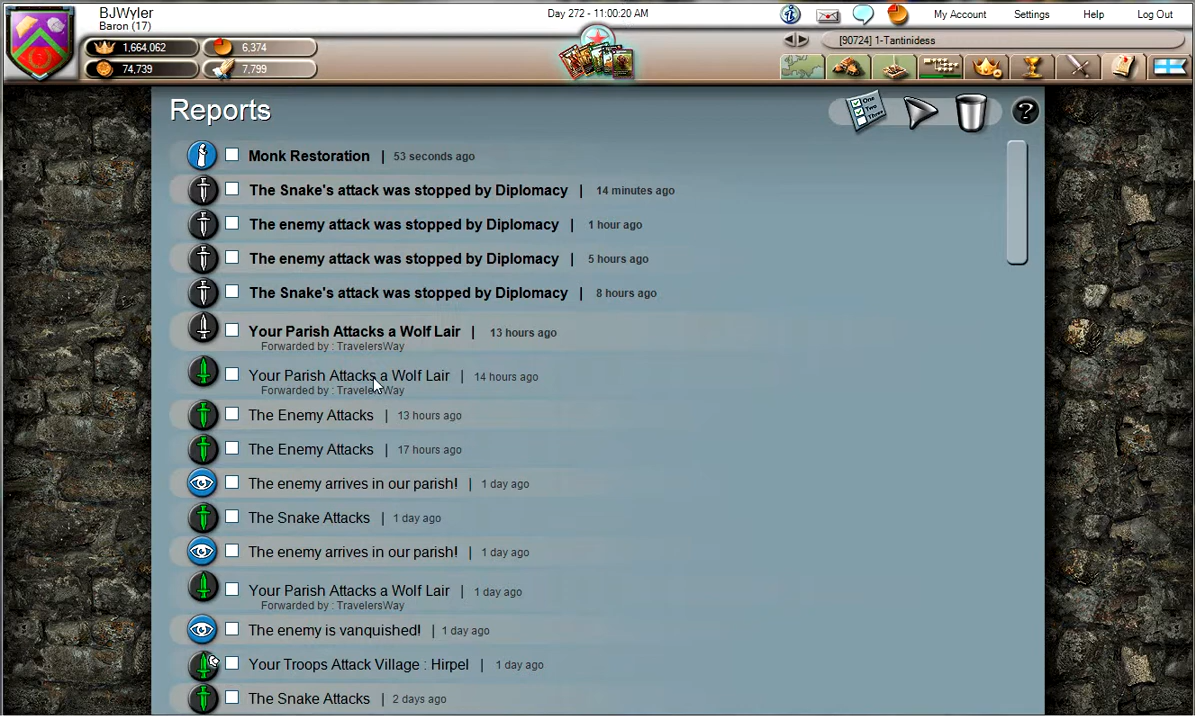 BJWyler
Baron (17)
1,664,062
6,374
74,739
7,799
Day 272 - 11:00:20 AM
My Account
Settings
Help
Log Out
[90724] 1-Tantinidess
Reports
One
Two
Three
?
Monk Restoration | 53 seconds ago
The Snake's attack was stopped by Diplomacy | 14 minutes ago
The enemy attack was stopped by Diplomacy | 1 hour ago
The enemy attack was stopped by Diplomacy | 5 hours ago
The Snake's attack was stopped by Diplomacy | 8 hours ago
Your Parish Attacks a Wolf Lair | 13 hours ago
Forwarded by : TravelersWay
Your Parish Attacks a Wolf Lair | 14 hours ago
Forwarded by : TravelersWay
The Enemy Attacks | 13 hours ago
The Enemy Attacks | 17 hours ago
The enemy arrives in our parish! | 1 day ago
The Snake Attacks | 1 day ago
The enemy arrives in our parish! | 1 day ago
Your Parish Attacks a Wolf Lair | 1 day ago
Forwarded by : TravelersWay
The enemy is vanquished! | 1 day ago
Your Troops Attack Village : Hirpel | 1 day ago
The Snake Attacks | 2 days ago